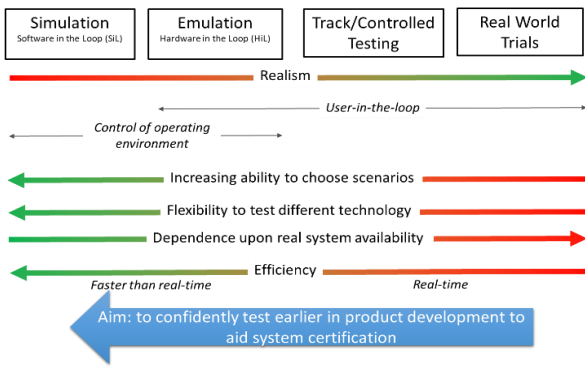 Simulation
Software in the Loop (SiL)
Emulation
Hardware in the Loop (HiL)
Track/Controlled
Testing
Real World
Trials
Realism
User-in-the-loop
Control of operating
environment
Increasing ability to choose scenarios
Flexibility to test different technology
Dependence upon real system availability
Efficiency
Faster than real-time
Real-time
Aim: to confidently test earlier in product development to
aid system certification